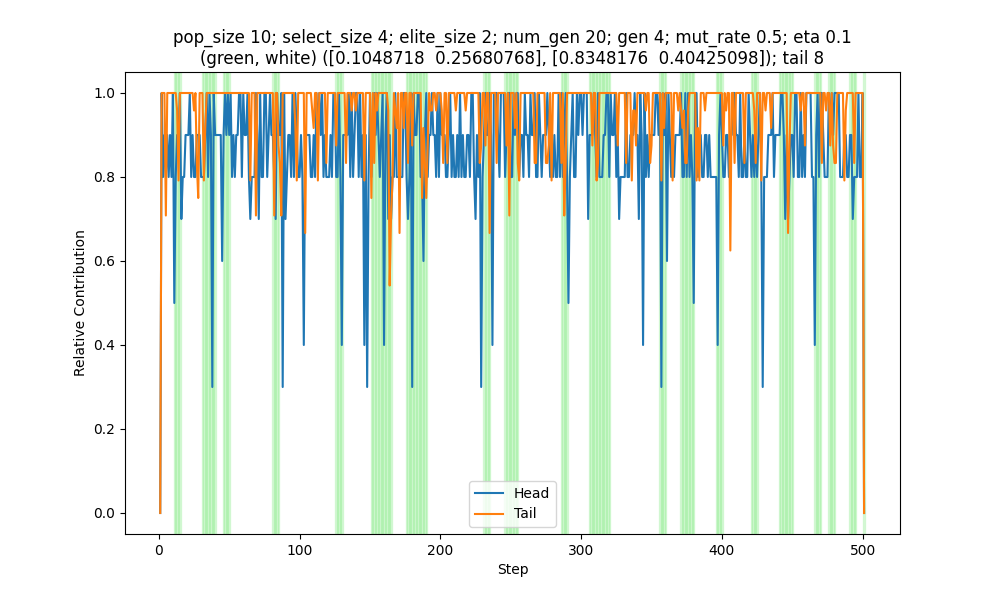 pop_size 10; select_size 4; elite_size 2; num_gen 20; gen 4; mut_rate 0.5; eta 0.1
(green, white) ([0.1048718  0.25680768], [0.8348176  0.40425098]); tail 8
1.0
0.8
0.6
0.4
0.2
0.0
Relative Contribution
Head
Tail
0 100 200 300 400 500
Step